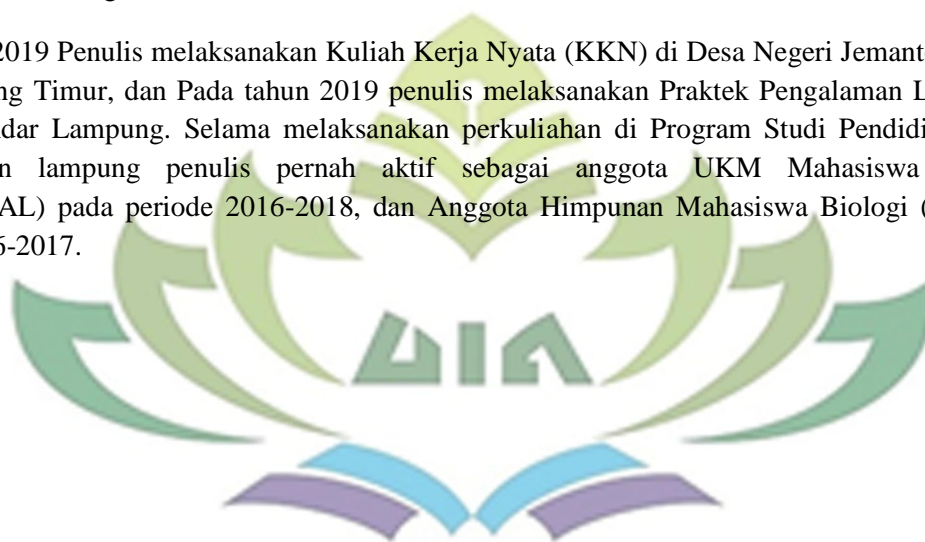 2019 Penulis melaksanakan Kuliah Kerja Nyata (KKN) di Desa Negeri Jemant
ng Timur, dan Pada tahun 2019 penulis melaksanakan Praktek Pengalaman L
dar Lampung. Selama melaksanakan perkuliahan di Program Studi Pendidi
n lampung penulis pernah aktif sebagai anggota UKM Mahasiswa
AL) pada periode 2016-2018, dan Anggota Himpunan Mahasiswa Biologi (
6-2017.
UIN